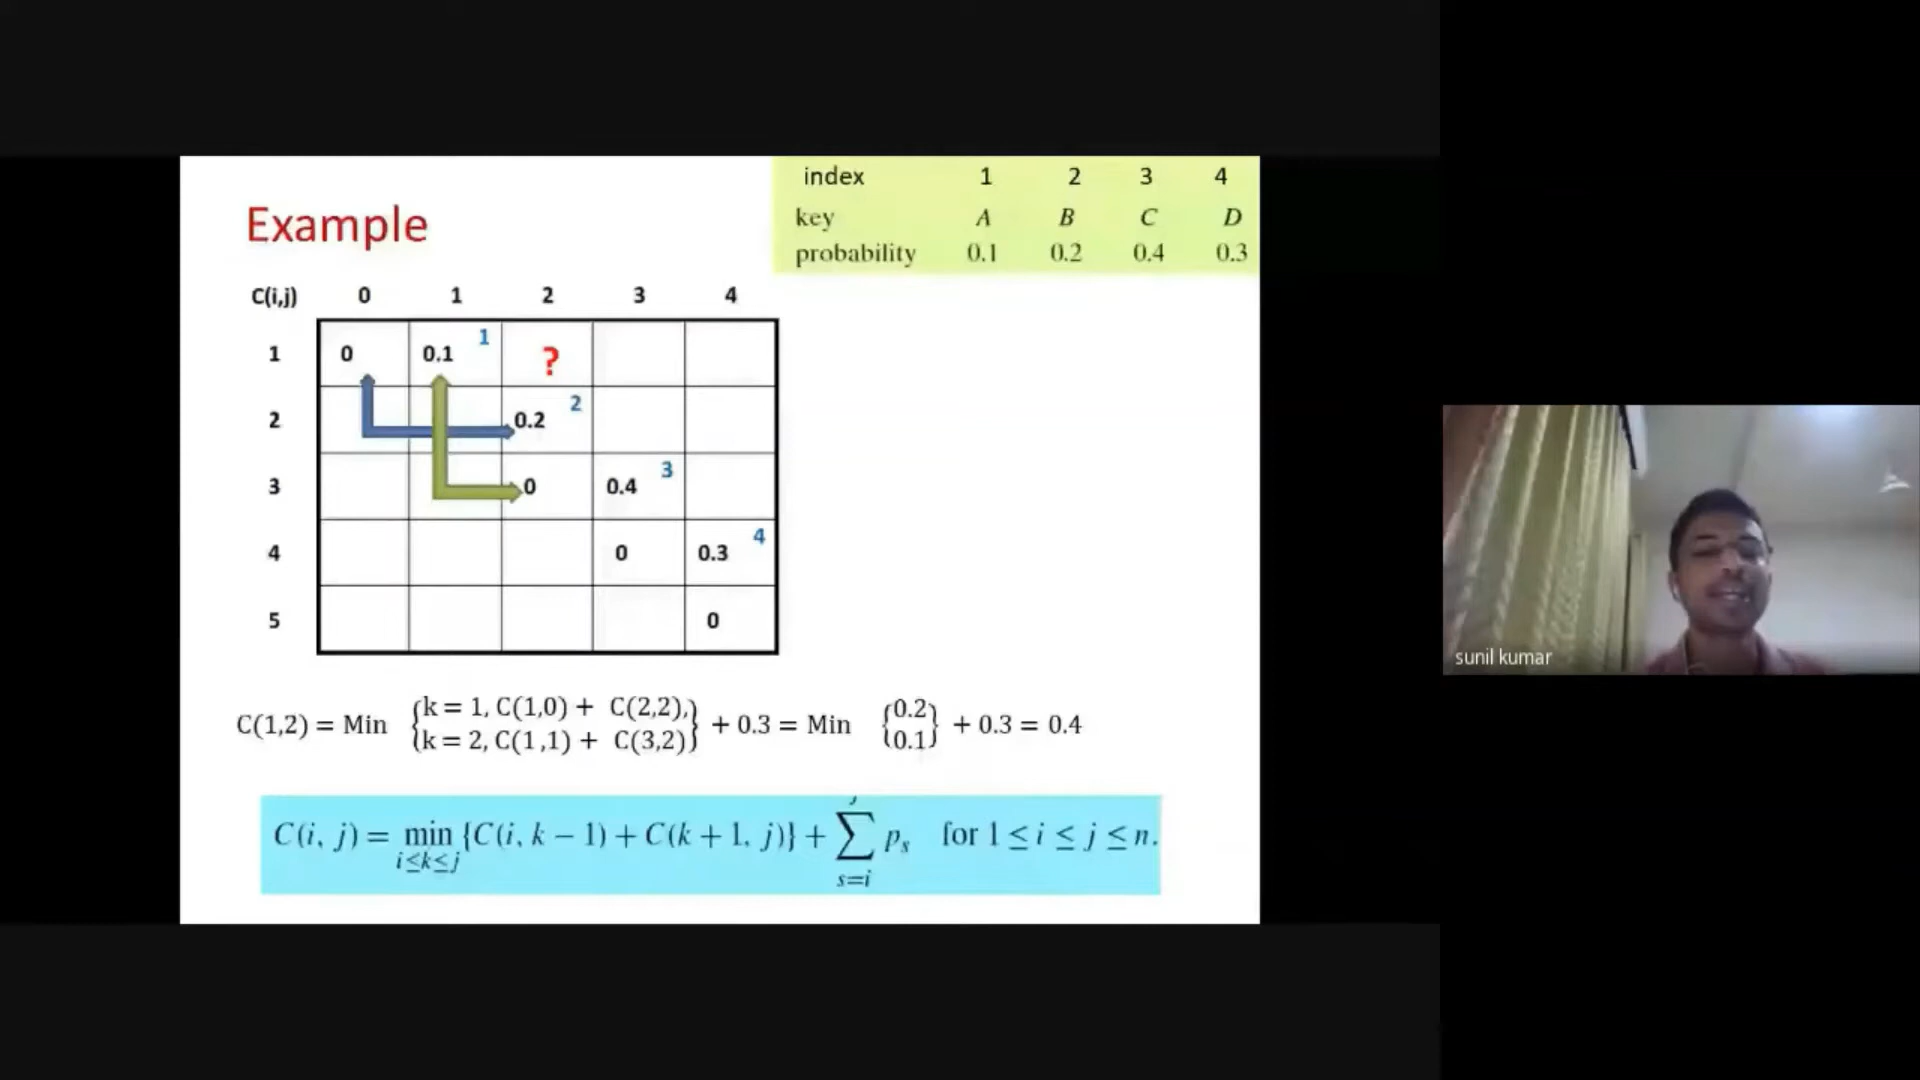 index 1 2 3 4
Example
key A B C D
probability 0.1 0.2 0.4 0.3
C(i,j) 0 1 2 3 4
1 0 0.1 1 ?
2 0.2 2
3 0 0.4 3
4 0 0.3 4
5 0
C(1,2) = Min {k = 1, C(1,0) + C(2,2), k = 2, C(1,1) + C(3,2)} + 0.3 = Min {0.2 0.1} + 0.3 = 0.4
C(i, j) = min i≤k≤j {C(i, k − 1) + C(k + 1, j)} + ∑ j s=i pₛ for 1 ≤ i ≤ j ≤ n.
sunil kumar